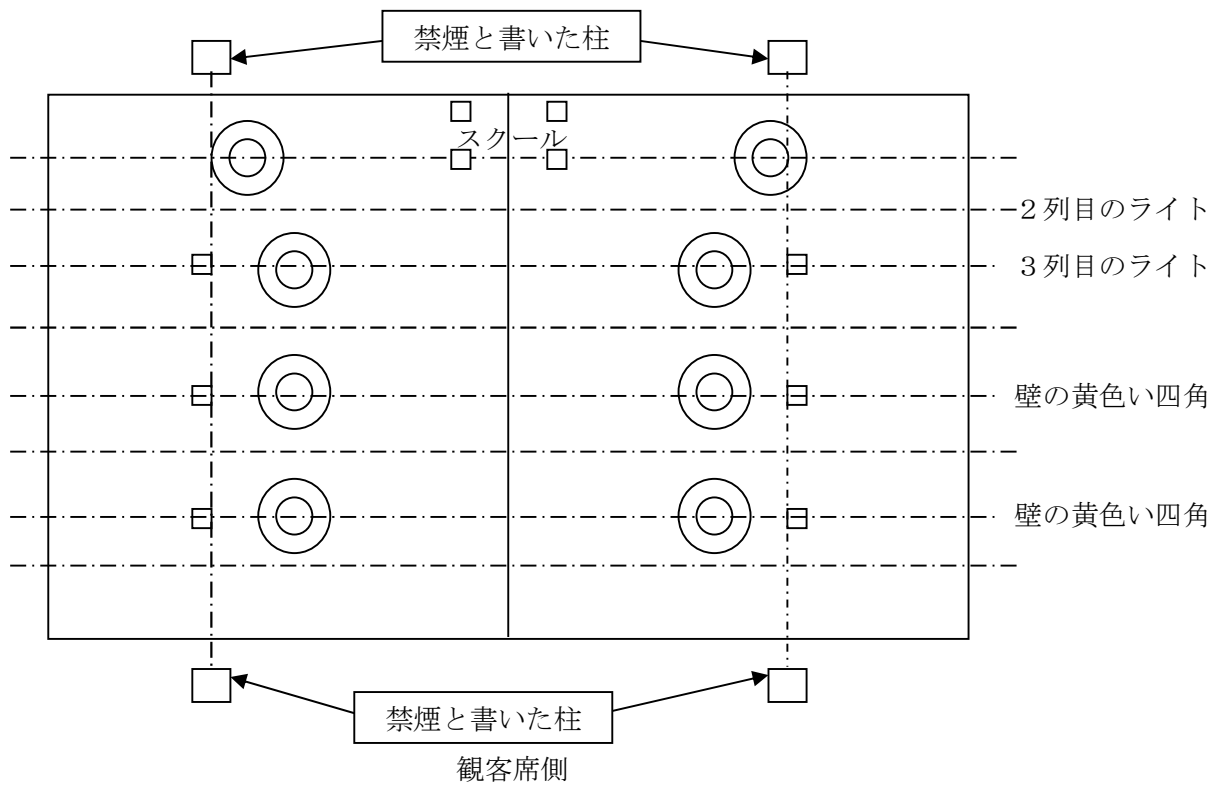 禁煙と書いた柱
スクール
２列目のライト
３列目のライト
壁の黄色い四角
壁の黄色い四角
禁煙と書いた柱
観客席側